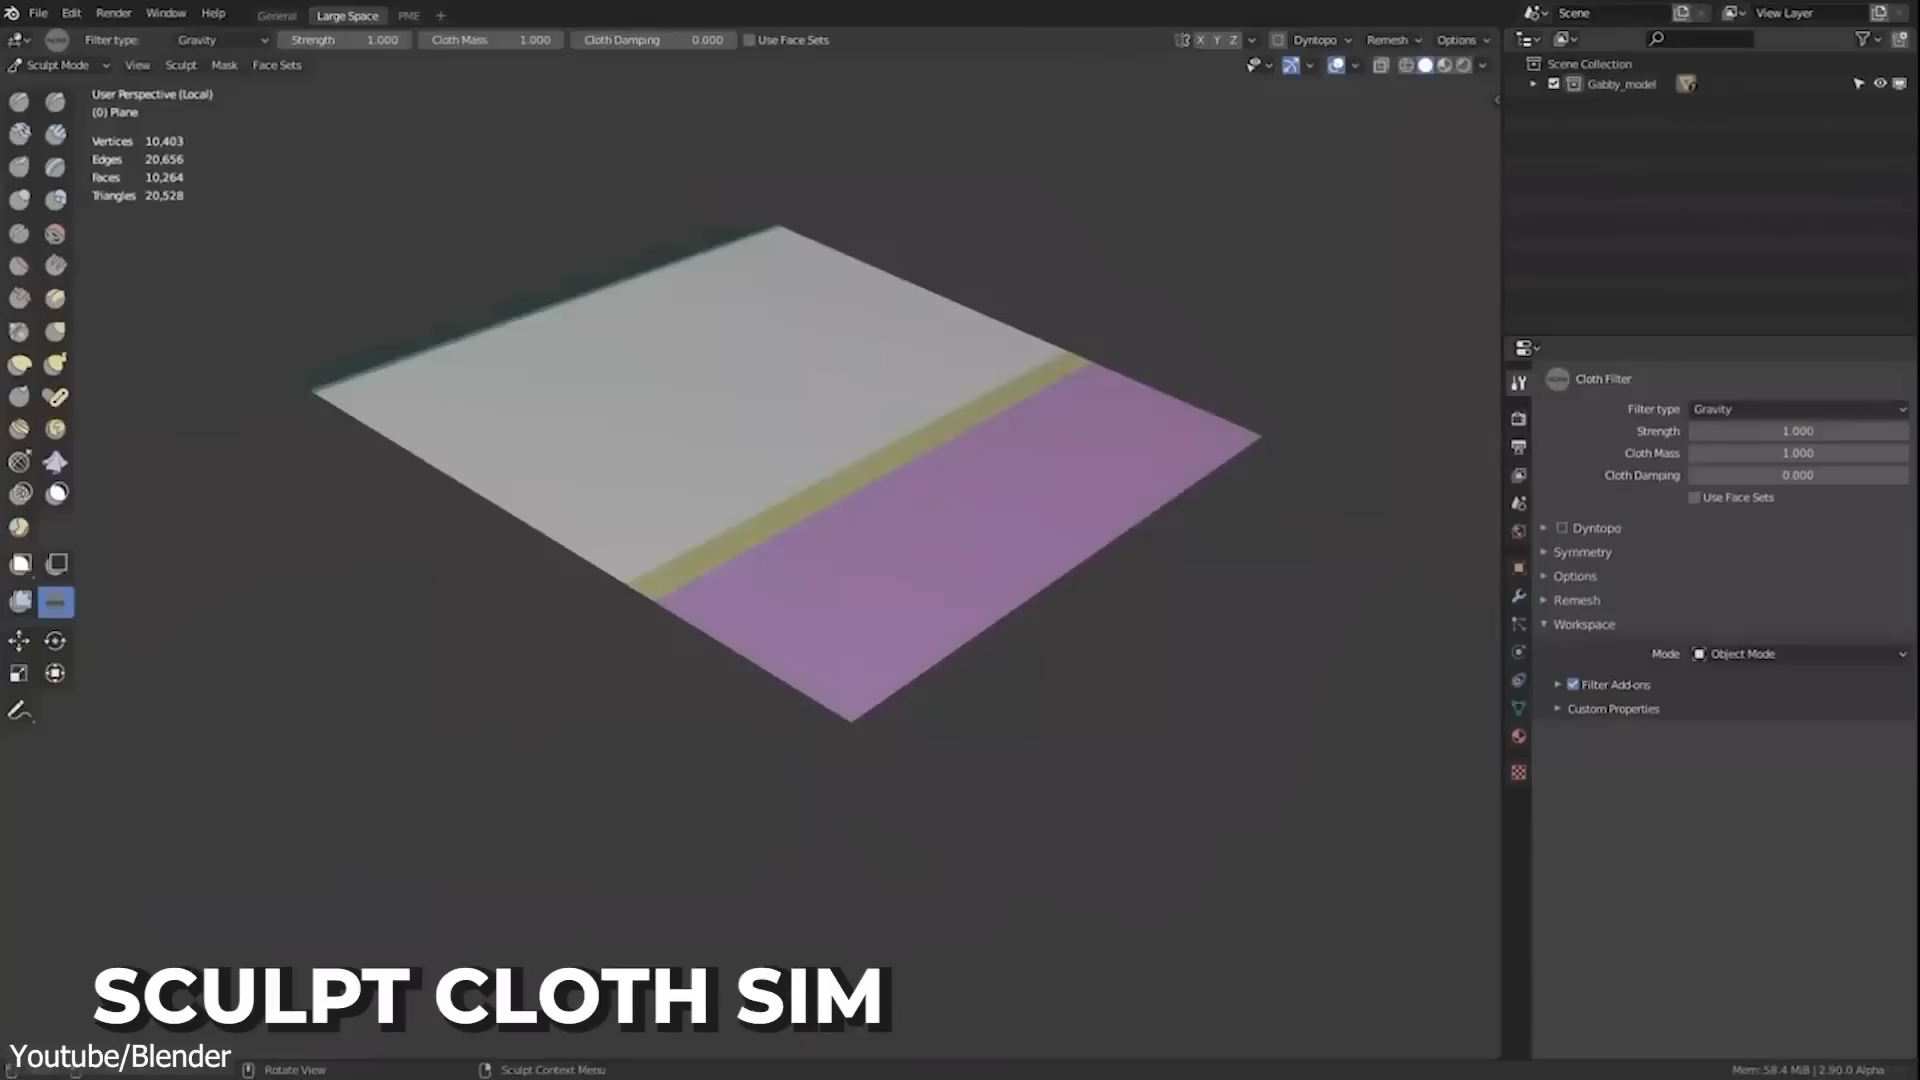 File Edit Render Window Help General Large Space PME + Scene View Layer
Filter type: Gravity Strength 1.000 Cloth Mass 1.000 Cloth Damping 0.000 Use Face Sets X Y Z Dyntopo Remesh Options
Sculpt Mode View Sculpt Mask Face Sets
Scene Collection
Gabby_model
User Perspective (Local)
(0) Plane
Vertices 10,403
Edges 20,656
Faces 10,264
Triangles 20,528
Cloth Filter
Filter type Gravity
Strength 1.000
Cloth Mass 1.000
Cloth Damping 0.000
Use Face Sets
Dyntopo
Symmetry
Options
Remesh
Workspace
Mode Object Mode
Filter Add-ons
Custom Properties
SCULPT CLOTH SIM
Youtube/Blender
Rotate View Sculpt Context Menu Mem: 58.4 MiB | 2.90.0 Alpha